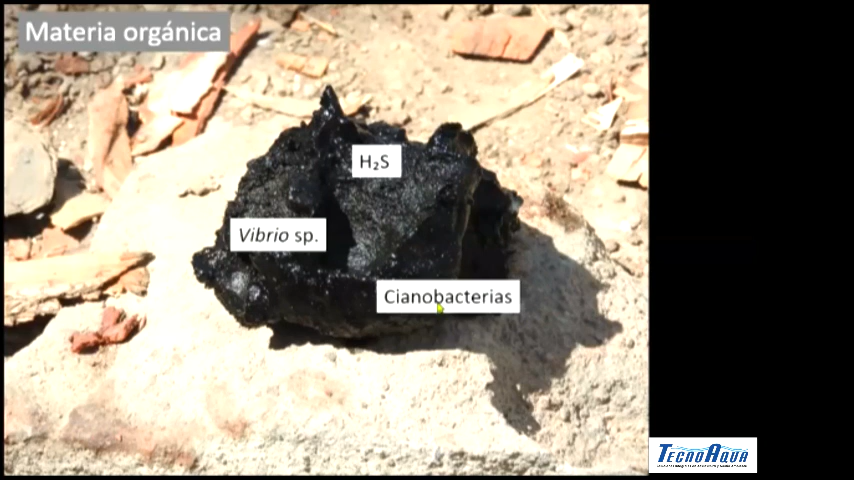 Materia orgánica
H₂S
Vibrio sp.
Cianobacterias
TECNOAQUA